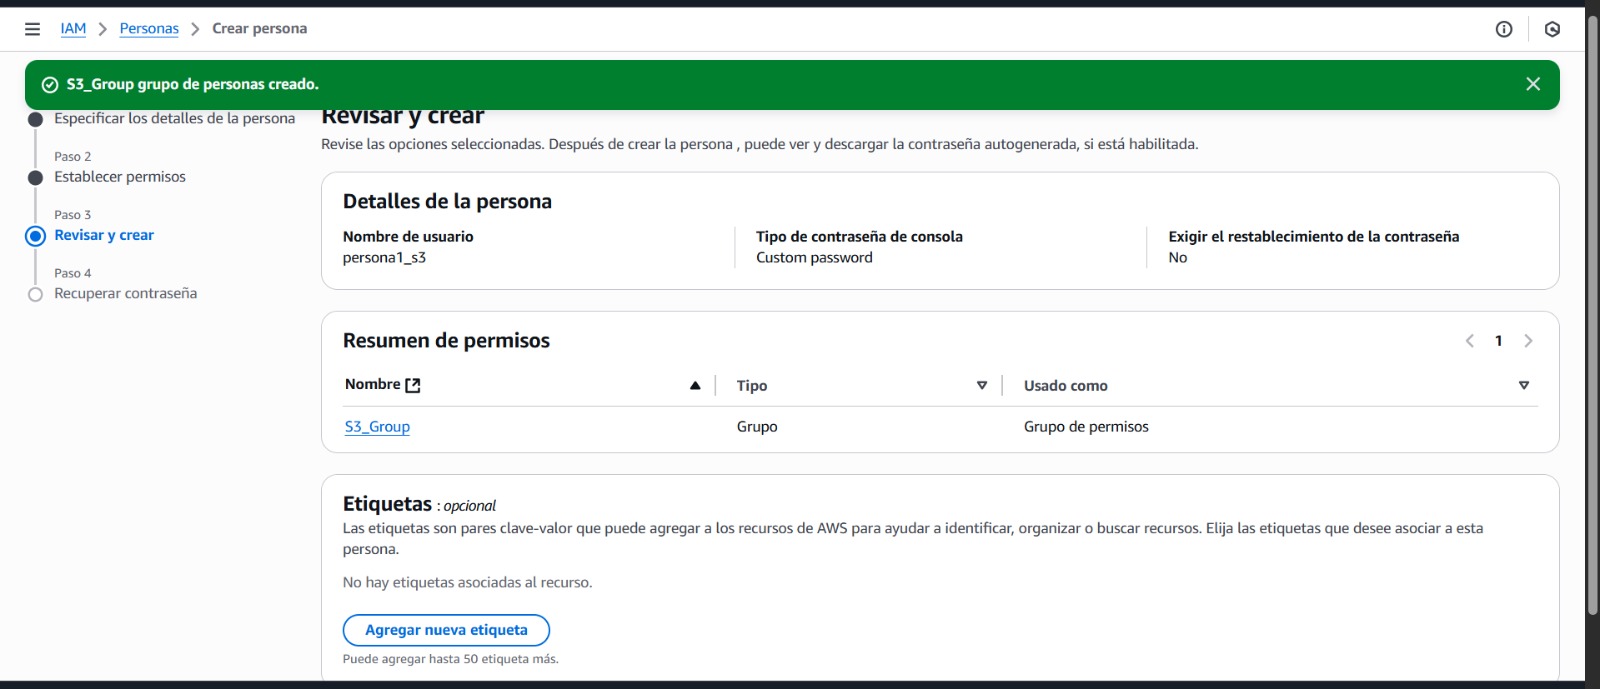 IAM > Personas > Crear persona
S3_Group grupo de personas creado.
Especificar los detalles de la persona
Paso 2
Establecer permisos
Paso 3
Revisar y crear
Paso 4
Recuperar contraseña
Revisar y crear
Revise las opciones seleccionadas. Después de crear la persona , puede ver y descargar la contraseña autogenerada, si está habilitada.
Detalles de la persona
Nombre de usuario
persona1_s3
Tipo de contraseña de consola
Custom password
Exigir el restablecimiento de la contraseña
No
Resumen de permisos
1
Nombre Tipo Usado como
S3_Group Grupo Grupo de permisos
Etiquetas : opcional
Las etiquetas son pares clave-valor que puede agregar a los recursos de AWS para ayudar a identificar, organizar o buscar recursos. Elija las etiquetas que desee asociar a esta
persona.
No hay etiquetas asociadas al recurso.
Agregar nueva etiqueta
Puede agregar hasta 50 etiqueta más.